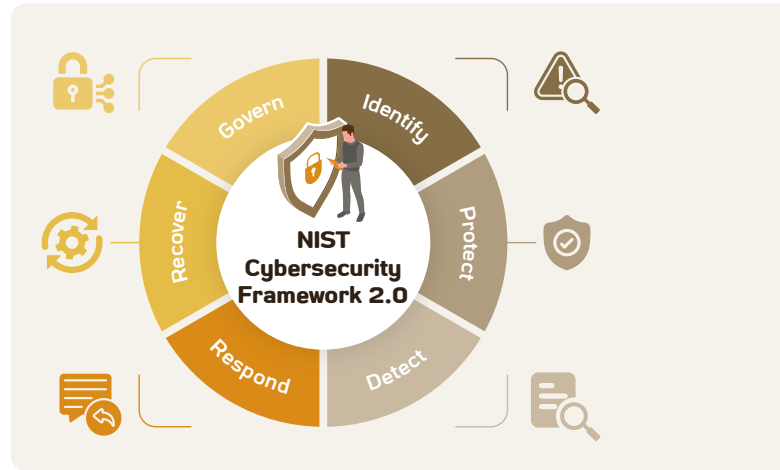 Govern
Identify
Protect
Detect
Respond
Recover
NIST
Cybersecurity
Framework 2.0